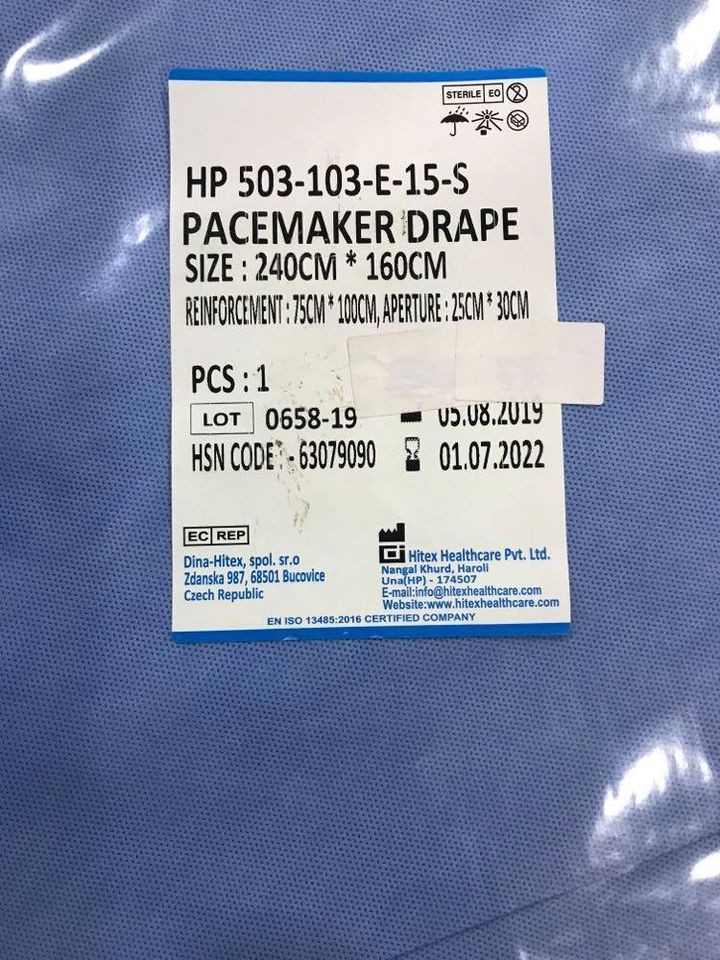 STERILE EO
HP 503-103-E-15-S
PACEMAKER DRAPE
SIZE : 240CM * 160CM
REINFORCEMENT : 75CM * 100CM, APERTURE : 25CM * 30CM
PCS : 1
LOT 0658-19 05.08.2019
HSN CODE : - 63079090 01.07.2022
EC REP
Dina-Hitex, spol. sr.o
Zdanska 987, 68501 Bucovice
Czech Republic
Hitex Healthcare Pvt. Ltd.
Nangal Khurd, Haroli
Una(HP) - 174507
E-mail:info@hitexhealthcare.com
Website:www.hitexhealthcare.com
EN ISO 13485:2016 CERTIFIED COMPANY